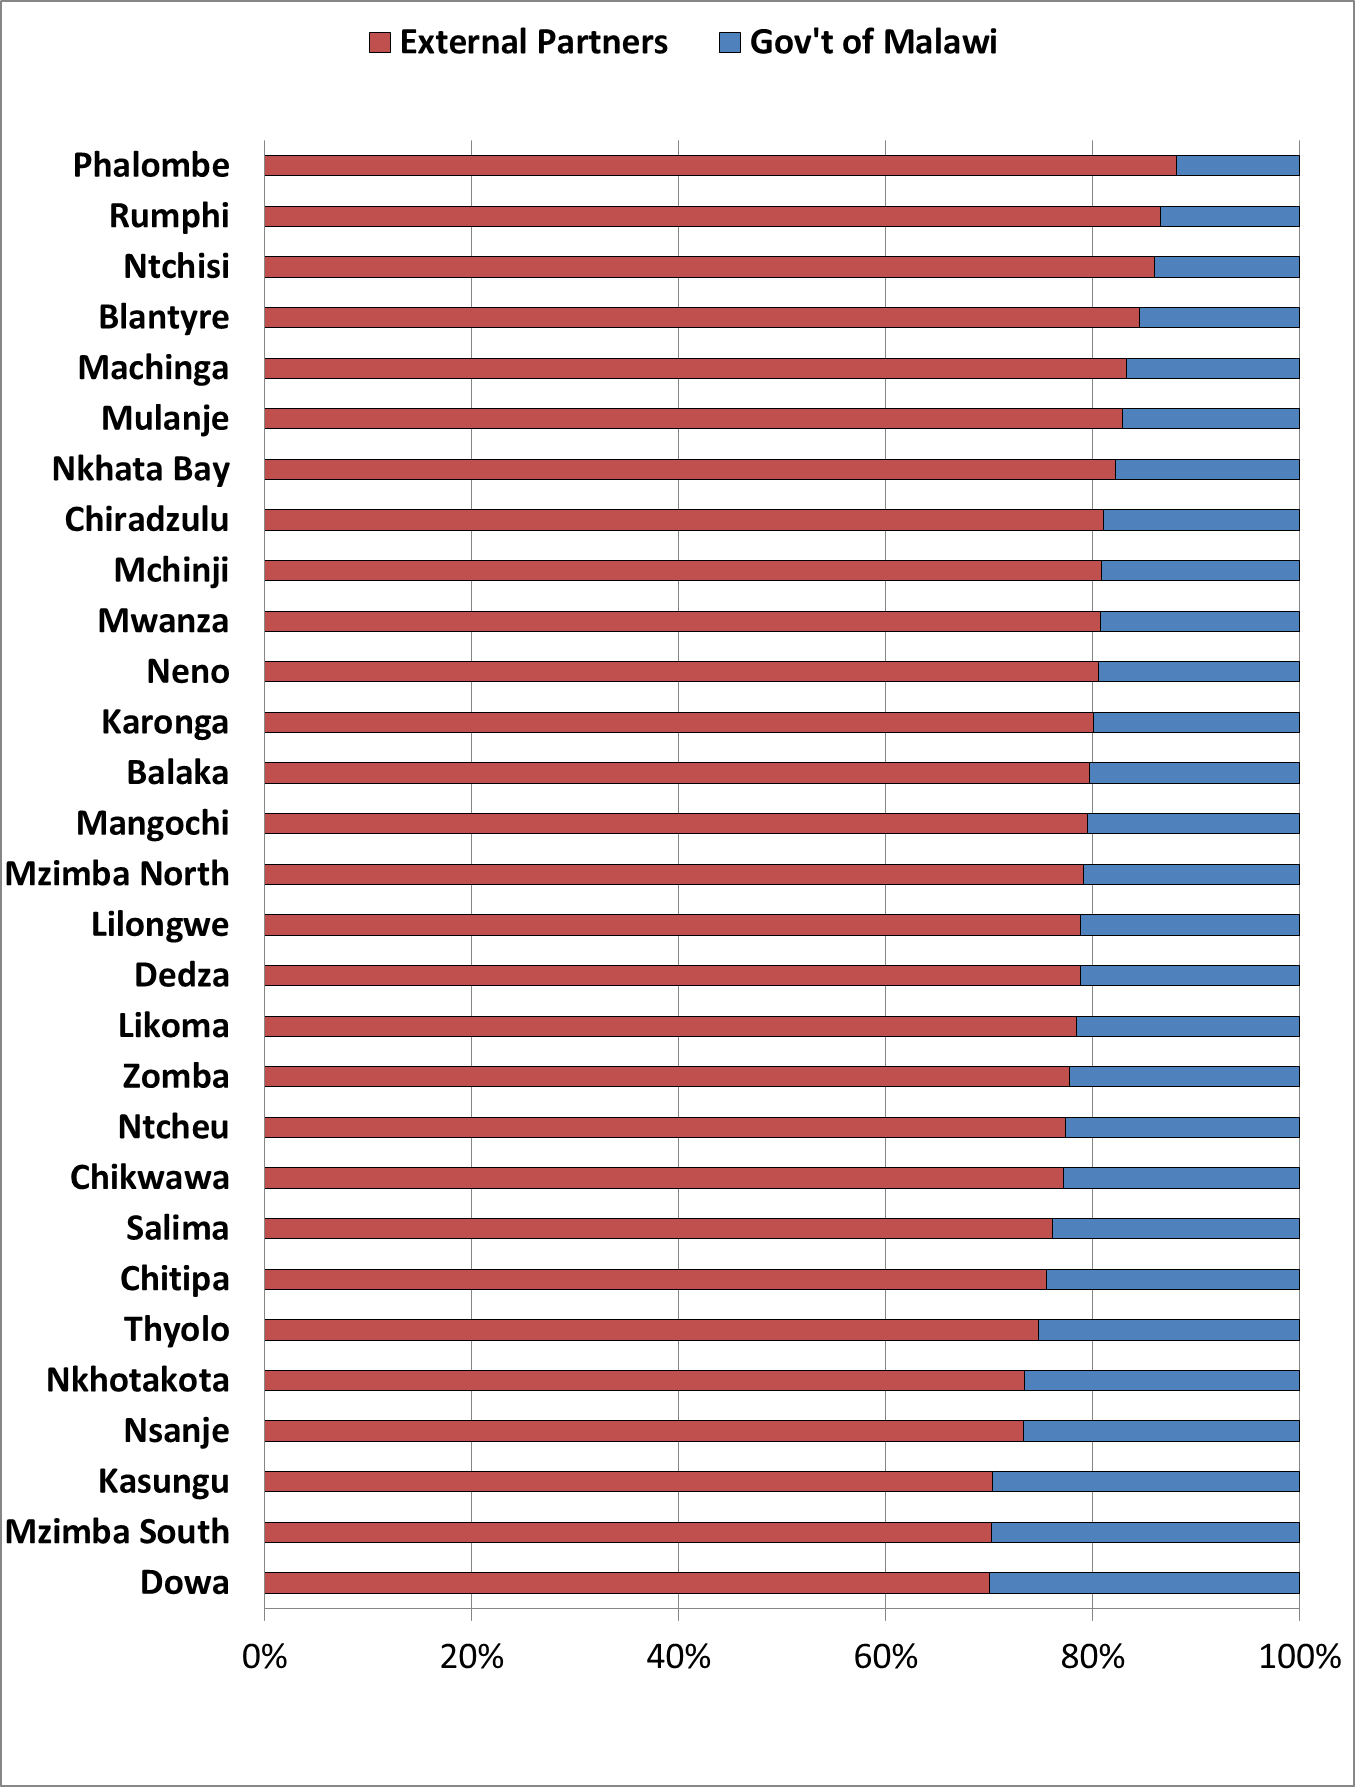 External Partners Gov't of Malawi
Phalombe
Rumphi
Ntchisi
Blantyre
Machinga
Mulanje
Nkhata Bay
Chiradzulu
Mchinji
Mwanza
Neno
Karonga
Balaka
Mangochi
Mzimba North
Lilongwe
Dedza
Likoma
Zomba
Ntcheu
Chikwawa
Salima
Chitipa
Thyolo
Nkhotakota
Nsanje
Kasungu
Mzimba South
Dowa
0% 20% 40% 60% 80% 100%